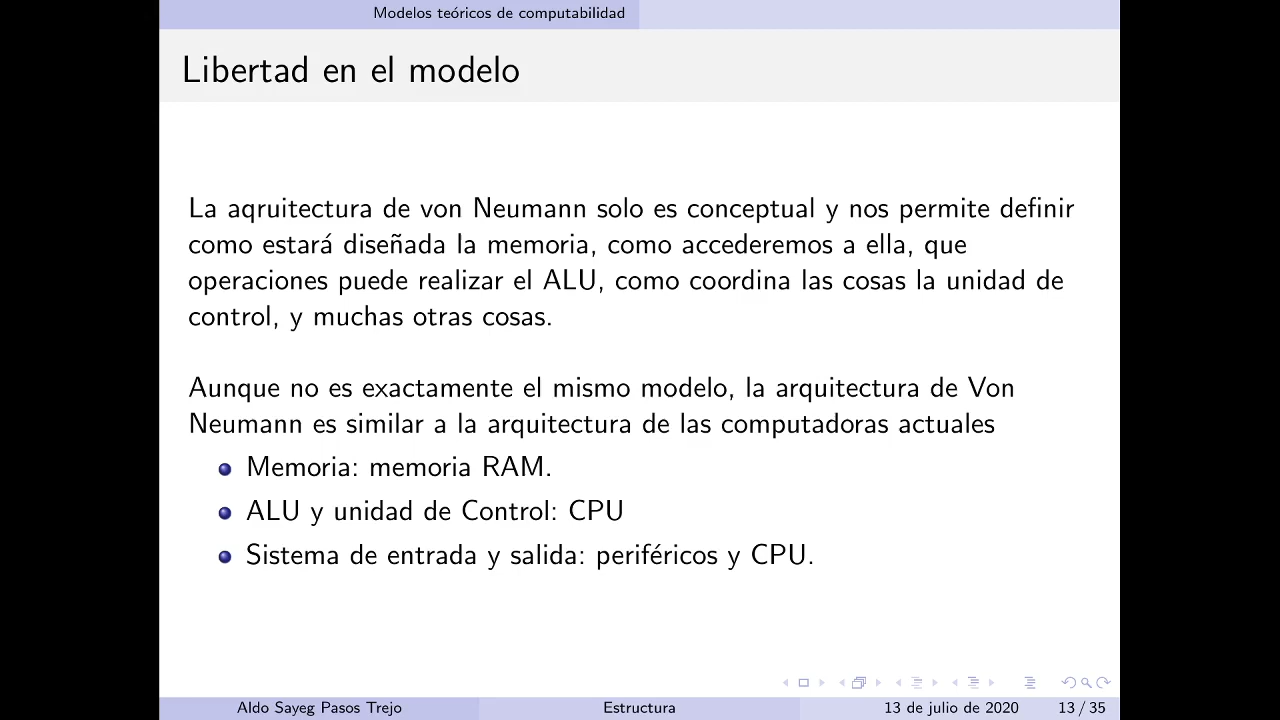 Modelos teóricos de computabilidad
Libertad en el modelo
La aqruitectura de von Neumann solo es conceptual y nos permite definir
como estará diseñada la memoria, como accederemos a ella, que
operaciones puede realizar el ALU, como coordina las cosas la unidad de
control, y muchas otras cosas.
Aunque no es exactamente el mismo modelo, la arquitectura de Von
Neumann es similar a la arquitectura de las computadoras actuales
Memoria: memoria RAM.
ALU y unidad de Control: CPU
Sistema de entrada y salida: periféricos y CPU.
Aldo Sayeg Pasos Trejo
Estructura
13 de julio de 2020
13 / 35